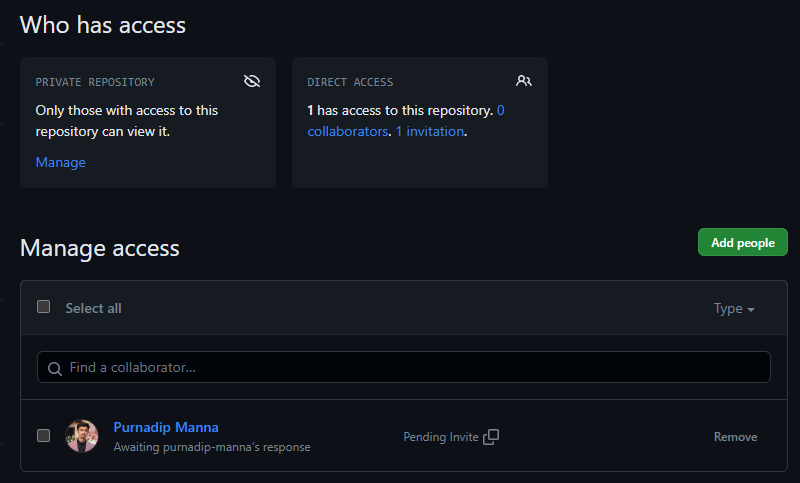 Who has access
PRIVATE REPOSITORY
Only those with access to this
repository can view it.
Manage
DIRECT ACCESS
1 has access to this repository. 0
collaborators. 1 invitation.
Manage access
Add people
Select all
Type
Find a collaborator...
Purnadip Manna
Awaiting purnadip-manna's response
Pending Invite
Remove